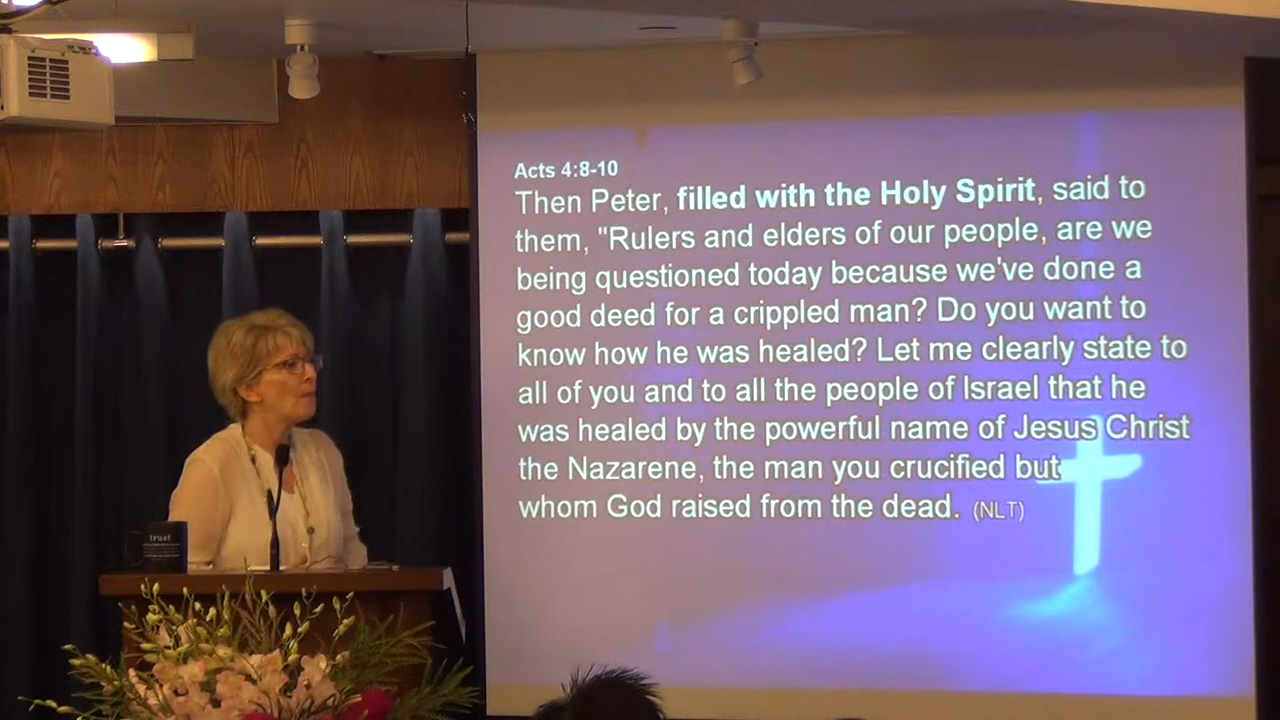 Acts 4:8-10
Then Peter, filled with the Holy Spirit, said to
them, "Rulers and elders of our people, are we
being questioned today because we've done a
good deed for a crippled man? Do you want to
know how he was healed? Let me clearly state to
all of you and to all the people of Israel that he
was healed by the powerful name of Jesus Christ
the Nazarene, the man you crucified but
whom God raised from the dead. (NLT)
trust